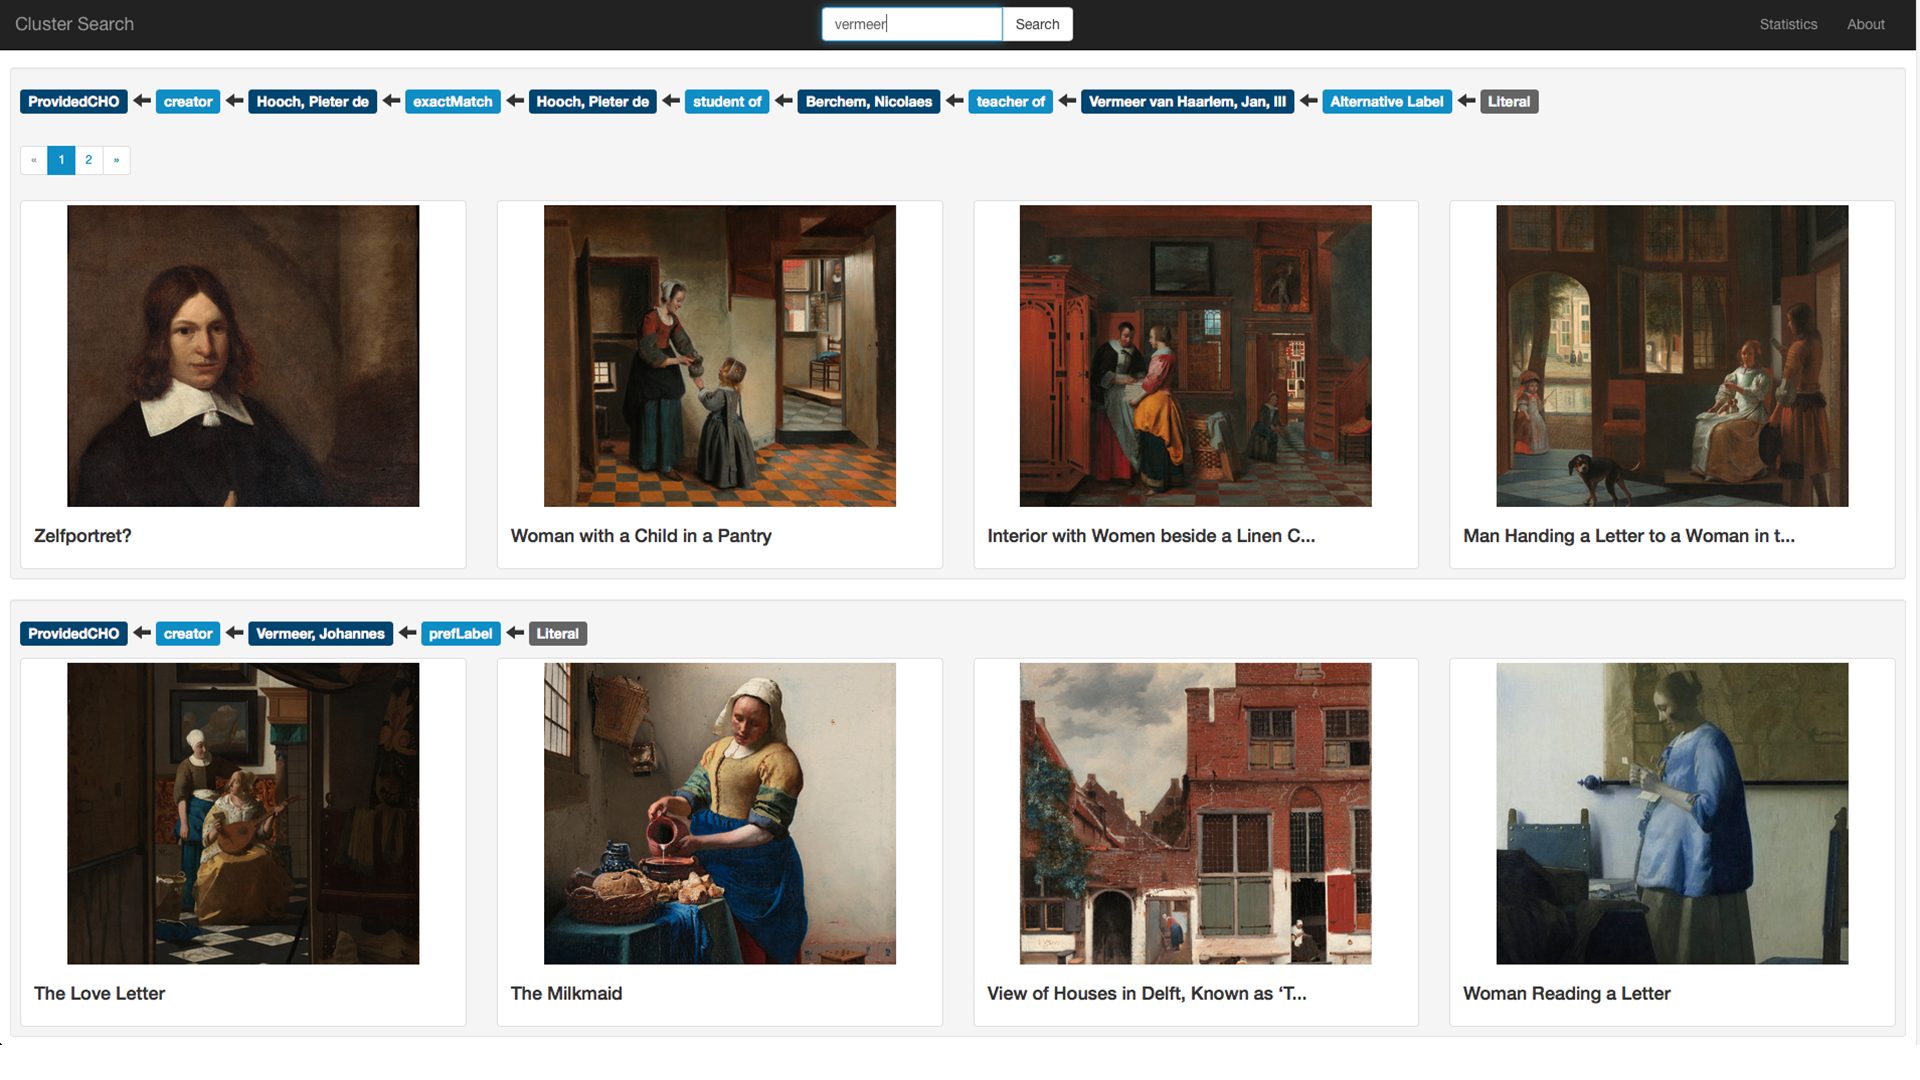 Cluster Search vermeer Search Statistics About
ProvidedCHO creator Hooch, Pieter de exactMatch Hooch, Pieter de student of Berchem, Nicolaes teacher of Vermeer van Haarlem, Jan, III Alternative Label Literal
« 1 2 »
Zelfportret? Woman with a Child in a Pantry Interior with Women beside a Linen C... Man Handing a Letter to a Woman in t...
ProvidedCHO creator Vermeer, Johannes prefLabel Literal
The Love Letter The Milkmaid View of Houses in Delft, Known as ‘T... Woman Reading a Letter